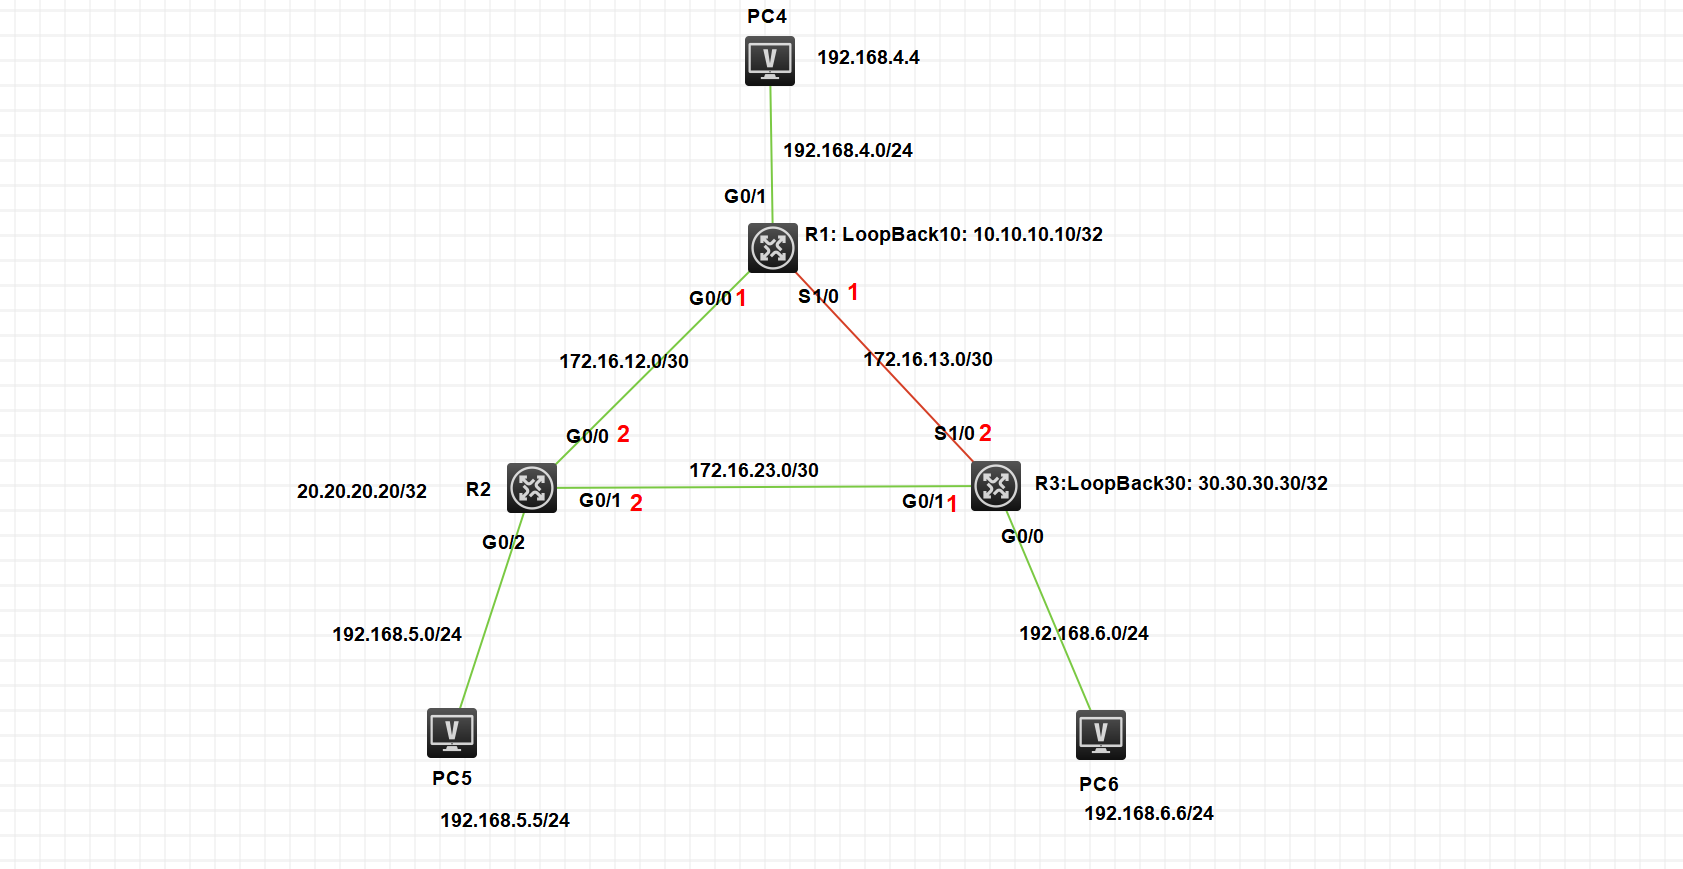 PC4
192.168.4.4
192.168.4.0/24
G0/1
R1: LoopBack10: 10.10.10.10/32
G0/0 1
S1/0 1
172.16.12.0/30
172.16.13.0/30
G0/0 2
S1/0 2
172.16.23.0/30
20.20.20.20/32
R2
R3:LoopBack30: 30.30.30.30/32
G0/1 2
G0/1 1
G0/2
G0/0
192.168.5.0/24
192.168.6.0/24
V
V
V
PC5
192.168.5.5/24
PC6
192.168.6.6/24